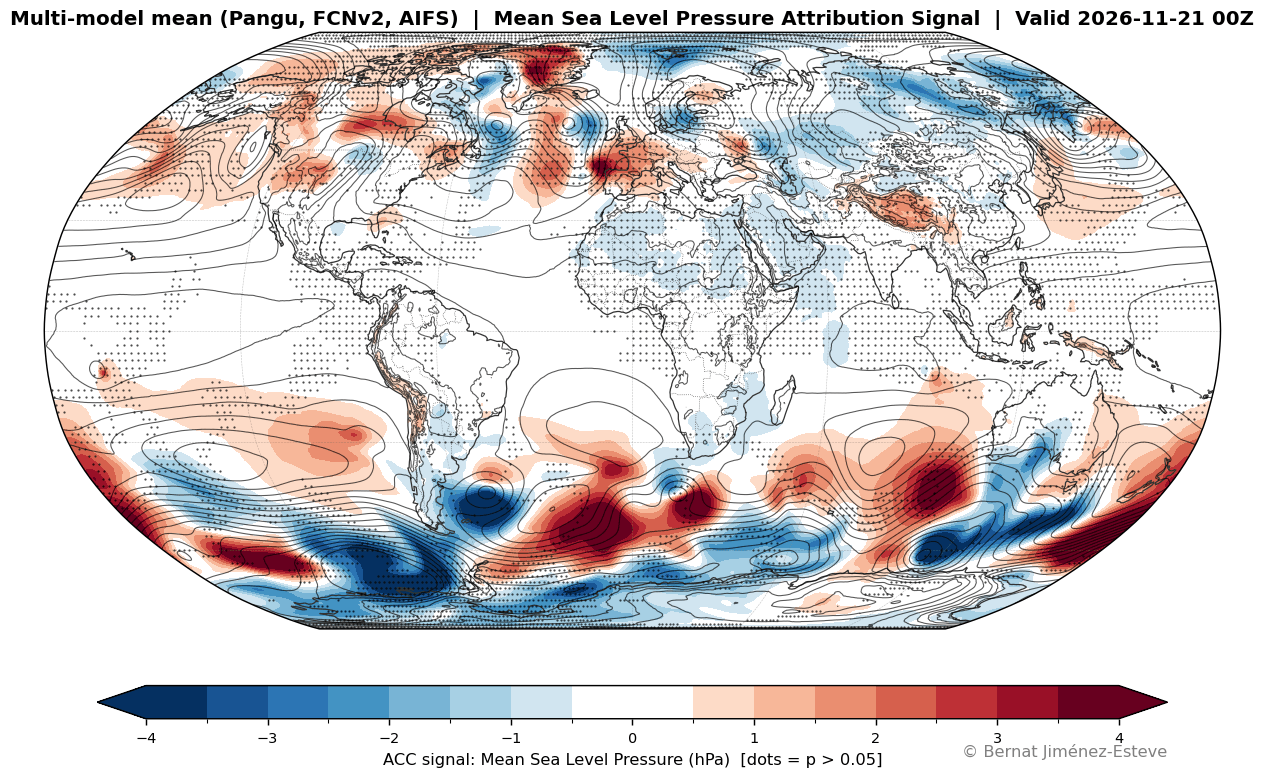 Multi-model mean (Pangu, FCNv2, AIFS)  |  Mean Sea Level Pressure Attribution Signal  |  Valid 2026-11-21 00Z
−4 −3 −2 −1 0 1 2 3 4
ACC signal: Mean Sea Level Pressure (hPa)  [dots = p > 0.05]
© Bernat Jiménez-Esteve